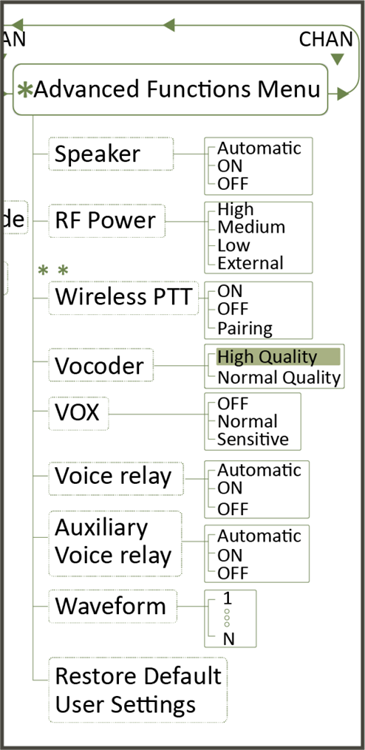 AN
CHAN
*Advanced Functions Menu
Speaker
Automatic
ON
OFF
de
RF Power
High
Medium
Low
External
* *
Wireless PTT
ON
OFF
Pairing
Vocoder
High Quality
Normal Quality
VOX
OFF
Normal
Sensitive
Voice relay
Automatic
ON
OFF
Auxiliary
Voice relay
Automatic
ON
OFF
Waveform
1
N
Restore Default
User Settings